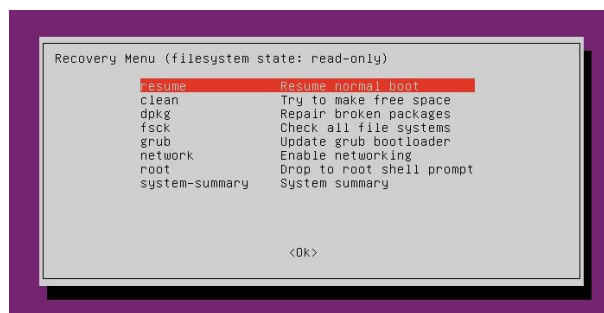 Recovery Menu (filesystem state: read-only)
resume Resume normal boot
clean Try to make free space
dpkg Repair broken packages
fsck Check all file systems
grub Update grub bootloader
network Enable networking
root Drop to root shell prompt
system-summary System summary
<Ok>